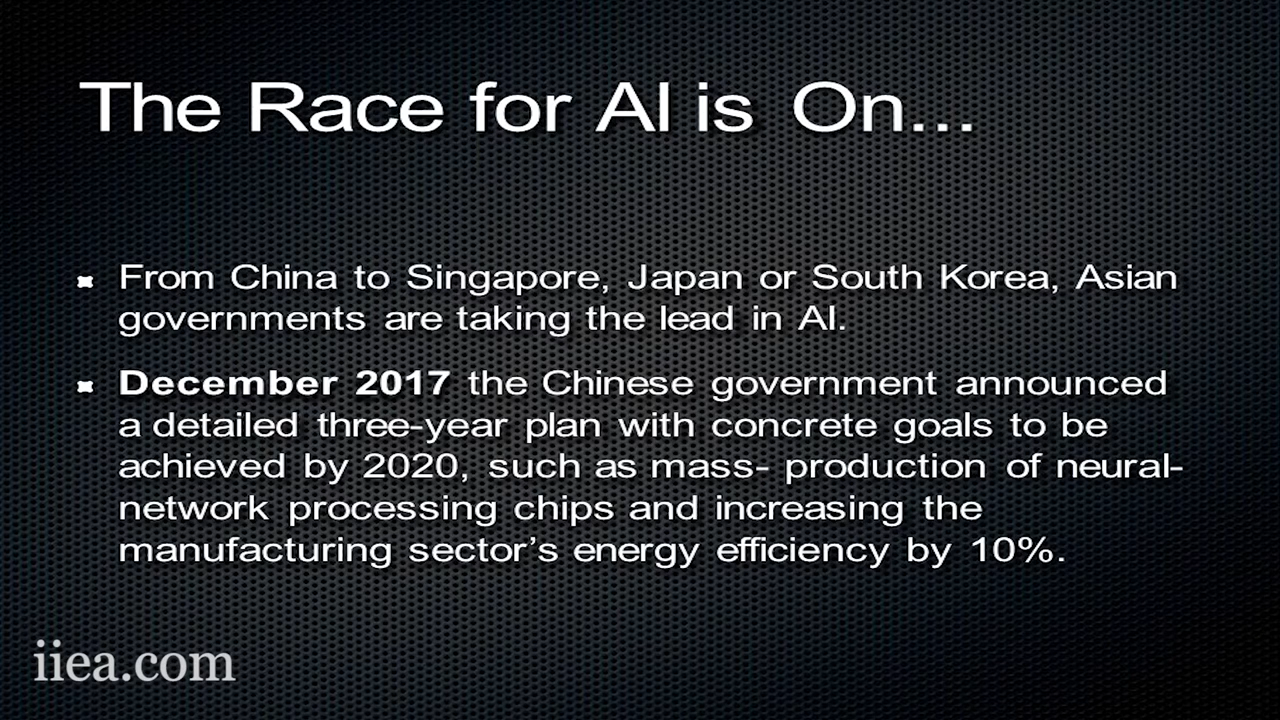 The Race for AI is On...
From China to Singapore, Japan or South Korea, Asian
governments are taking the lead in AI.
December 2017 the Chinese government announced
a detailed three-year plan with concrete goals to be
achieved by 2020, such as mass- production of neural-
network processing chips and increasing the
manufacturing sector’s energy efficiency by 10%.
iiea.com